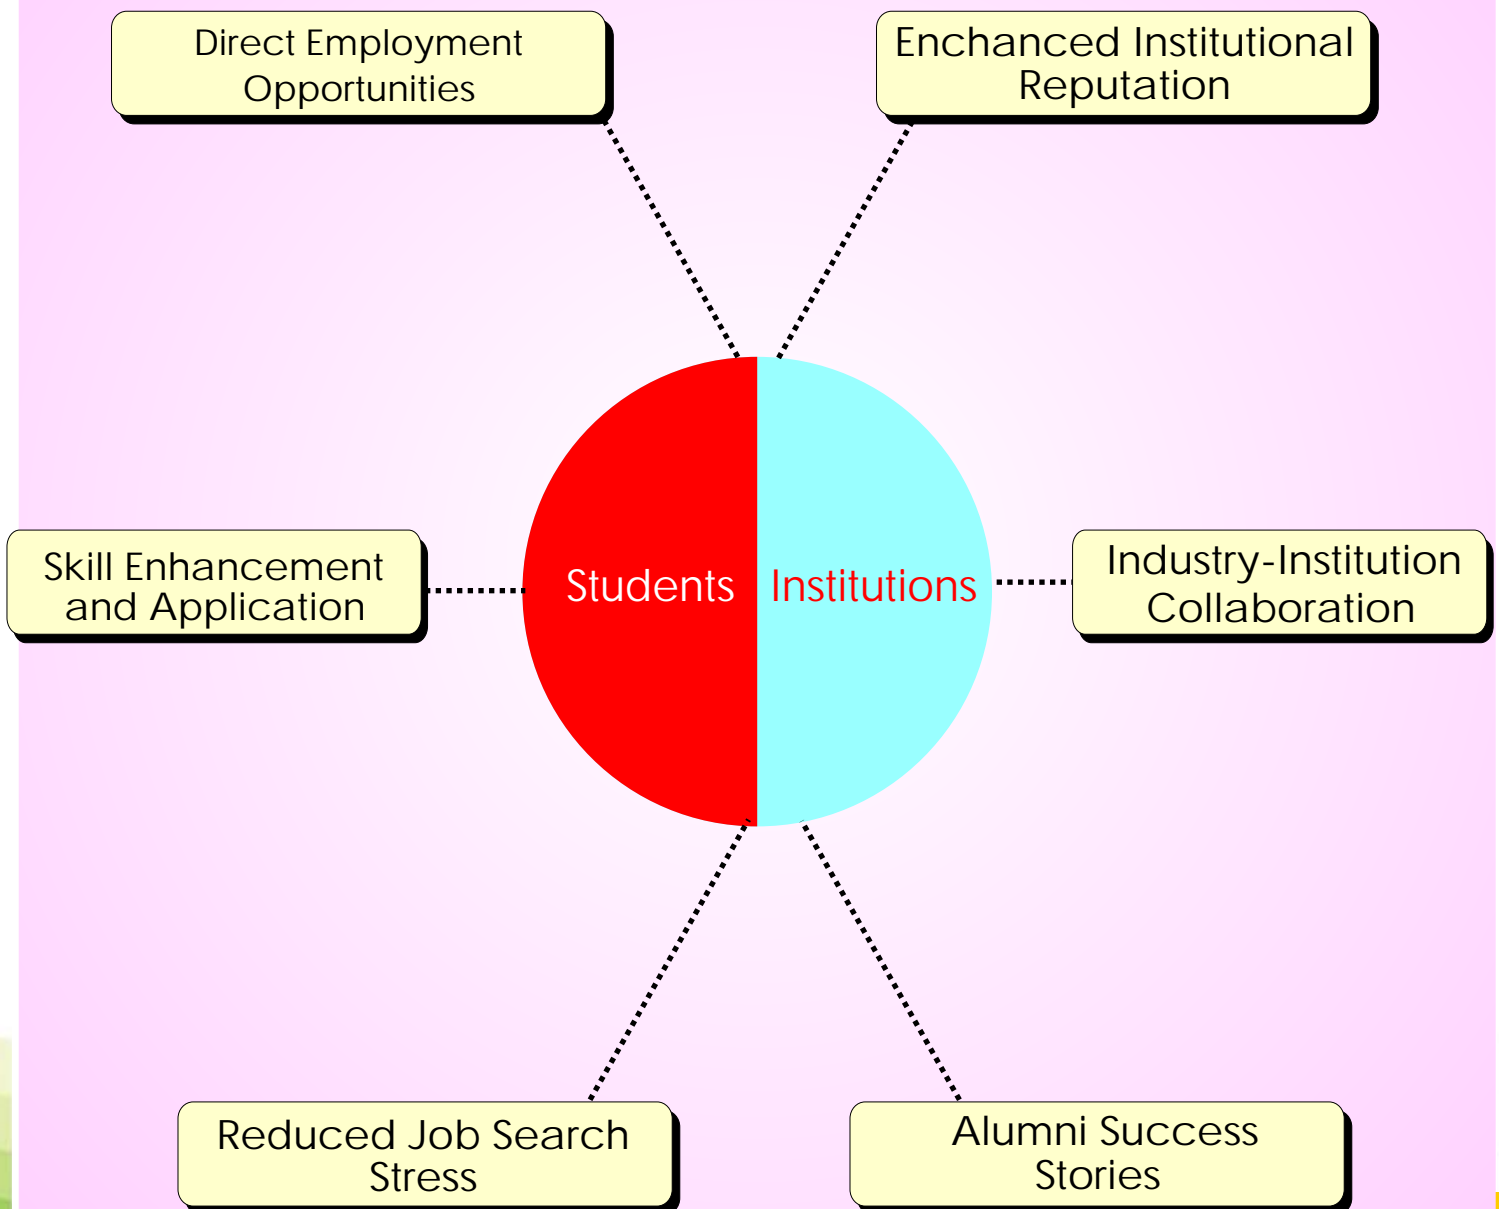 Direct Employment
Opportunities
Enchanced Institutional
Reputation
Skill Enhancement
and Application
Students
Institutions
Industry-Institution
Collaboration
Reduced Job Search
Stress
Alumni Success
Stories